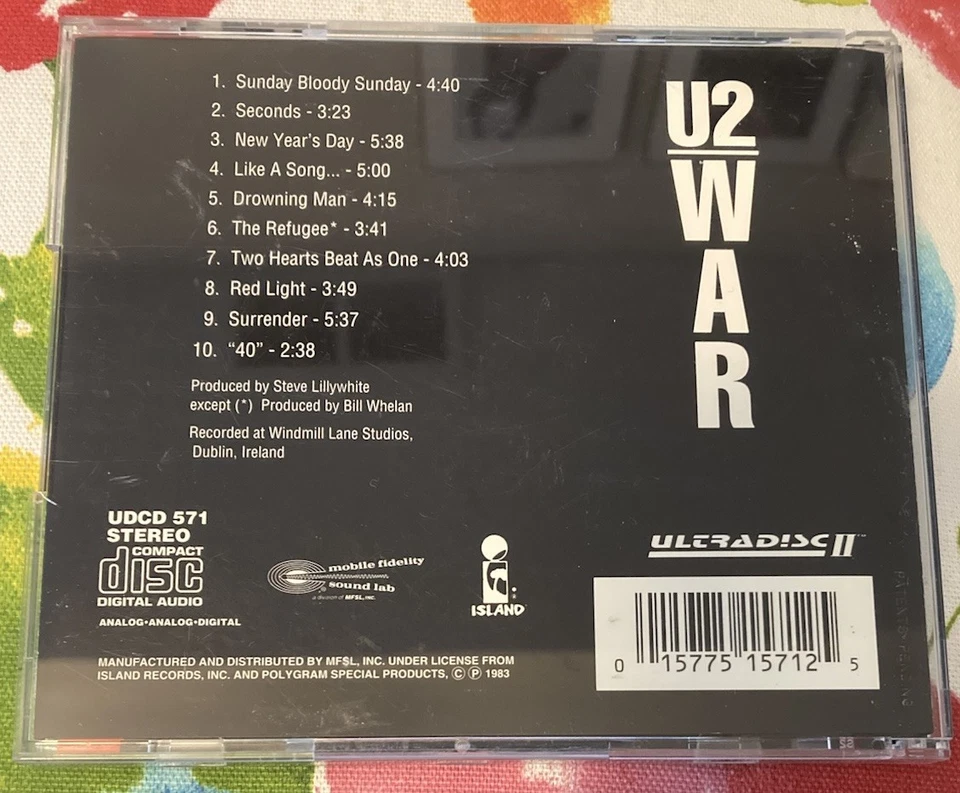 1. Sunday Bloody Sunday - 4:40
2. Seconds - 3:23
3. New Year's Day - 5:38
4. Like A Song... - 5:00
5. Drowning Man - 4:15
6. The Refugee* - 3:41
7. Two Hearts Beat As One - 4:03
8. Red Light - 3:49
9. Surrender - 5:37
10. “40” - 2:38
Produced by Steve Lillywhite
except (*) Produced by Bill Whelan
Recorded at Windmill Lane Studios,
Dublin, Ireland
U2
W
A
R
UDCD 571
STEREO
COMPACT
disc
DIGITAL AUDIO
ANALOG•ANALOG•DIGITAL
mobile fidelity
sound lab
a division of MFSL, INC.
ISLAND
ULTRADISC II™
0 15775 15712 5
MANUFACTURED AND DISTRIBUTED BY MFSL, INC. UNDER LICENSE FROM
ISLAND RECORDS, INC. AND POLYGRAM SPECIAL PRODUCTS, Ⓒ Ⓟ 1983